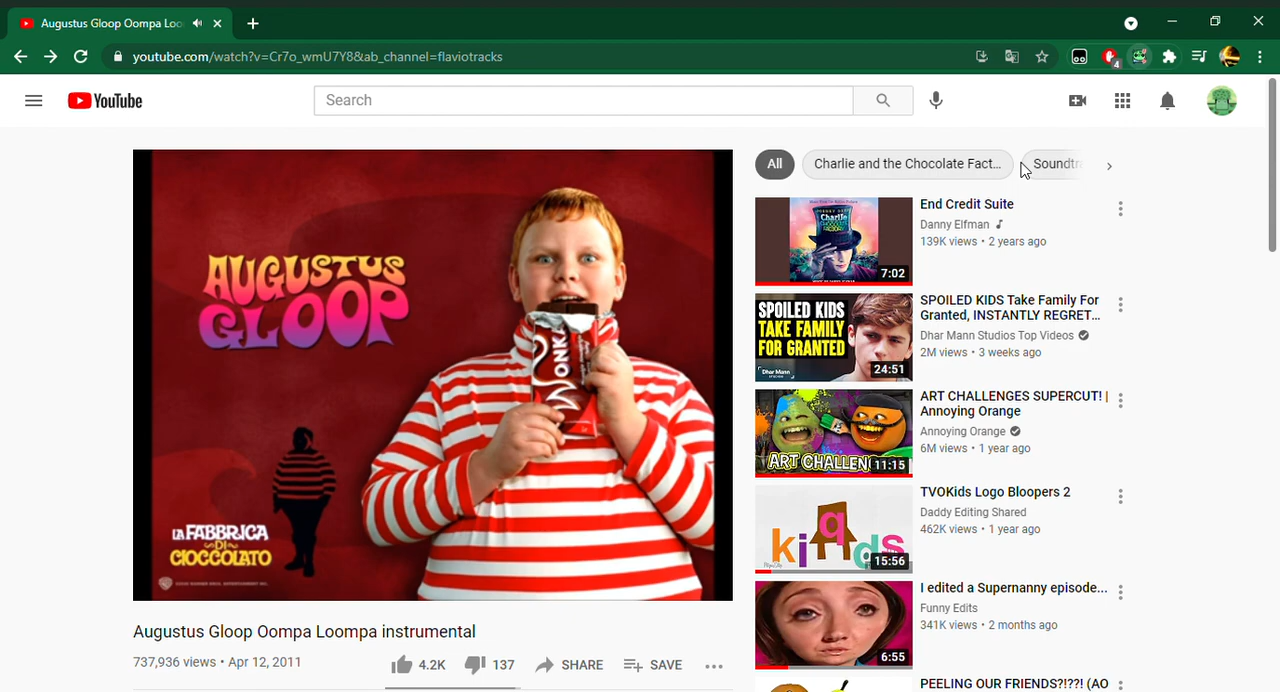 Augustus Gloop Oompa Loo
youtube.com/watch?v=Cr7o_wmU7Y8&ab_channel=flaviotracks
4
YouTube
Search
AUGUSTUS
GLOOP
WONKA
LA FABBRICA
DI
CIOCCOLATO
Augustus Gloop Oompa Loompa instrumental
737,936 views • Apr 12, 2011
4.2K
137
SHARE
SAVE
All
Charlie and the Chocolate Fact...
Soundtr
7:02
End Credit Suite
Danny Elfman
139K views • 2 years ago
SPOILED KIDS
TAKE FAMILY
FOR GRANTED
Dhar Mann
24:51
SPOILED KIDS Take Family For
Granted, INSTANTLY REGRET...
Dhar Mann Studios Top Videos
2M views • 3 weeks ago
ART CHALLEN
11:15
ART CHALLENGES SUPERCUT! |
Annoying Orange
Annoying Orange
6M views • 1 year ago
kiqds
15:56
TVOKids Logo Bloopers 2
Daddy Editing Shared
462K views • 1 year ago
6:55
I edited a Supernanny episode...
Funny Edits
341K views • 2 months ago
PEELING OUR FRIENDS?!??! (AO